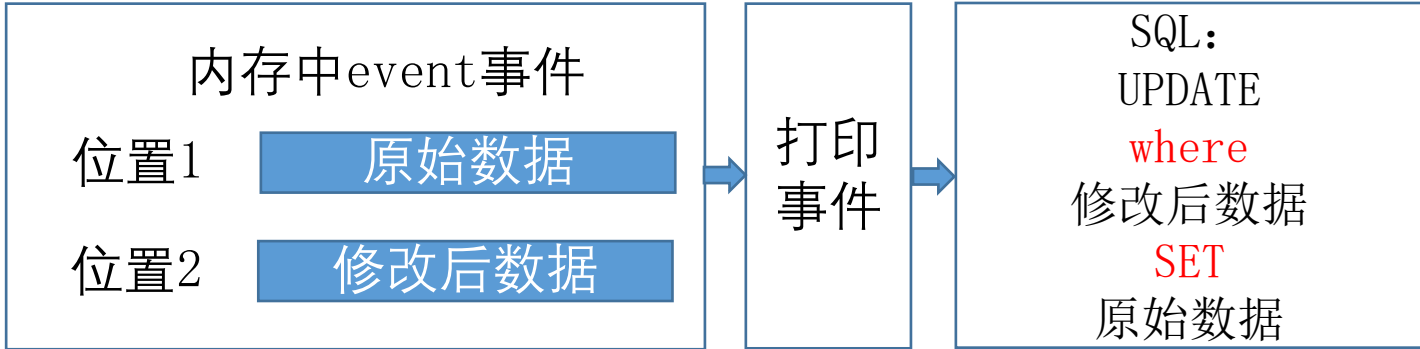 内存中event事件
位置1
原始数据
位置2
修改后数据
打印
事件
SQL：
UPDATE
where
修改后数据
SET
原始数据